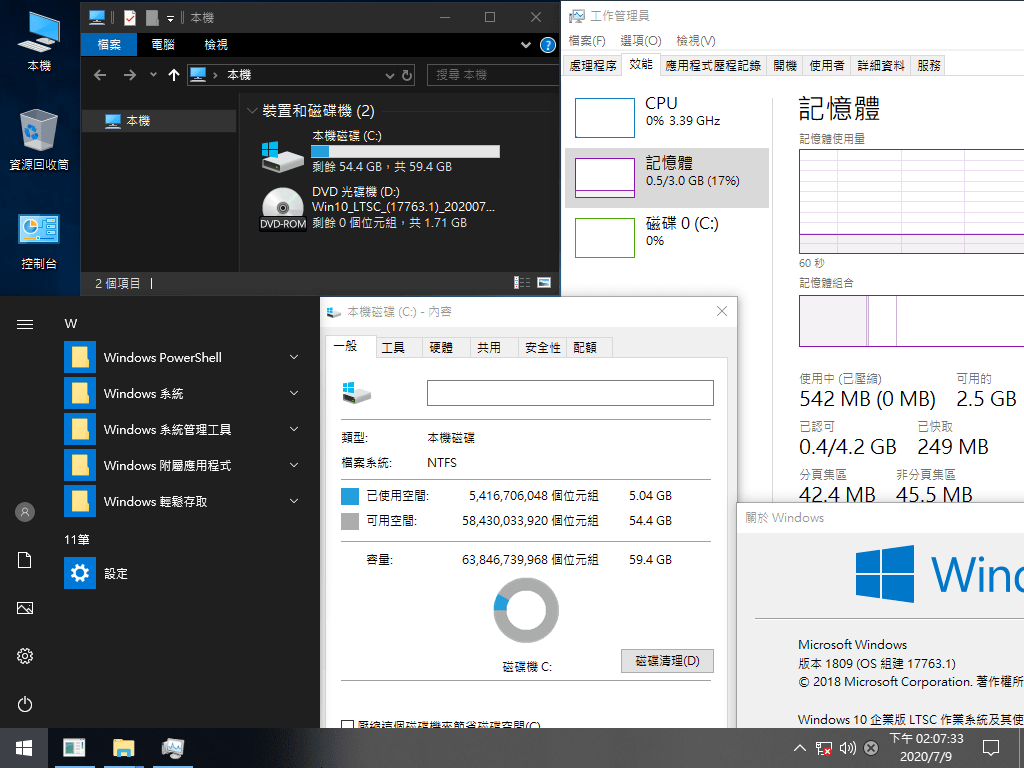 本機
資源回收筒
控制台
本機
檔案
電腦
檢視
本機
搜尋 本機
本機
裝置和磁碟機 (2)
本機磁碟 (C:)
剩餘 54.4 GB，共 59.4 GB
DVD 光碟機 (D:)
Win10_LTSC_(17763.1)_202007...
剩餘 0 個位元組，共 1.71 GB
DVD-ROM
2 個項目
工作管理員
檔案(F) 選項(O) 檢視(V)
處理程序 效能 應用程式歷程記錄 開機 使用者 詳細資料 服務
CPU
0% 3.39 GHz
記憶體
0.5/3.0 GB (17%)
磁碟 0 (C:)
0%
記憶體
記憶體使用量
60 秒
記憶體組合
使用中 (已壓縮) 可用的
542 MB (0 MB) 2.5 GB
已認可 已快取
0.4/4.2 GB 249 MB
分頁集區 非分頁集區
42.4 MB 45.5 MB
W
Windows PowerShell
Windows 系統
Windows 系統管理工具
Windows 附屬應用程式
Windows 輕鬆存取
11筆
設定
本機磁碟 (C:) - 內容
一般 工具 硬體 共用 安全性 配額
類型: 本機磁碟
檔案系統: NTFS
已使用空間: 5,416,706,048 個位元組 5.04 GB
可用空間: 58,430,033,920 個位元組 54.4 GB
容量: 63,846,739,968 個位元組 59.4 GB
磁碟機 C:
磁碟清理(D)
壓縮這個磁碟機來節省磁碟空間(C)
關於 Windows
Wind
Microsoft Windows
版本 1809 (OS 組建 17763.1)
© 2018 Microsoft Corporation. 著作權所
Windows 10 企業版 LTSC 作業系統及其使
下午 02:07:33
2020/7/9